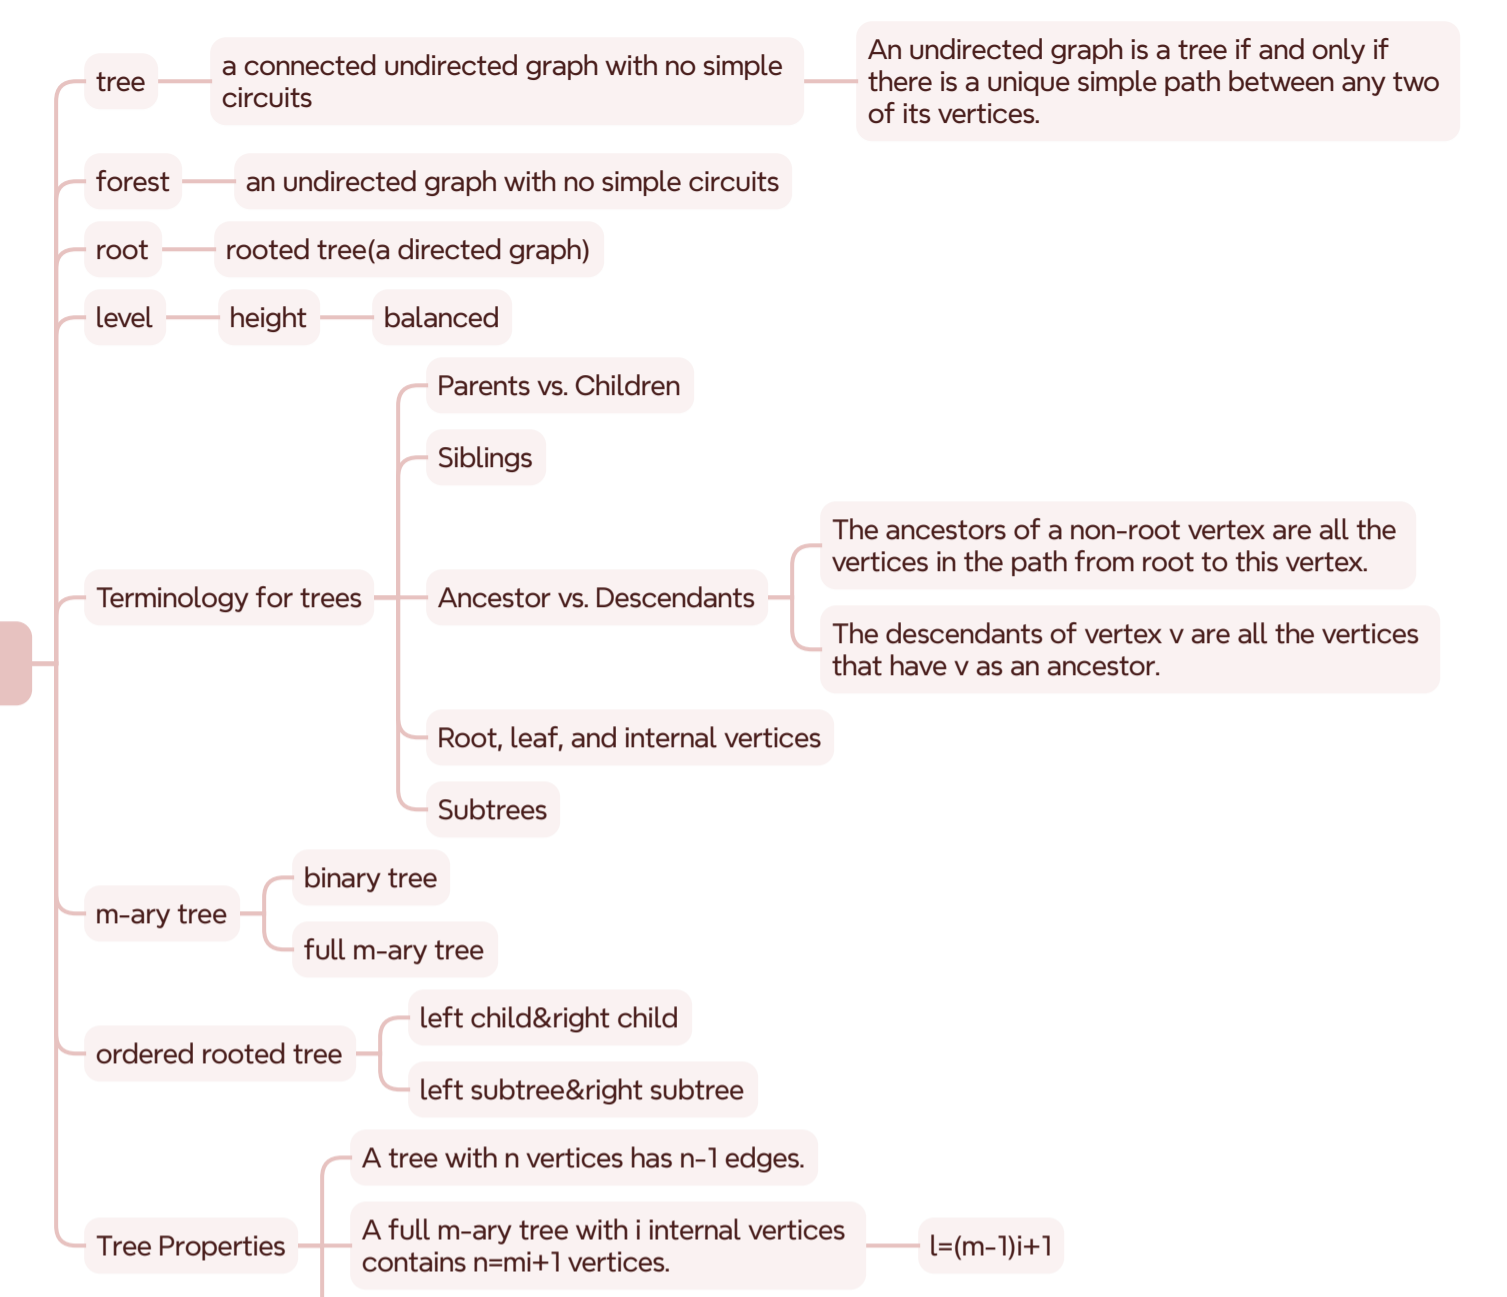 tree
a connected undirected graph with no simple
circuits
An undirected graph is a tree if and only if
there is a unique simple path between any two
of its vertices.
forest
an undirected graph with no simple circuits
root
rooted tree(a directed graph)
level
height
balanced
Terminology for trees
Parents vs. Children
Siblings
Ancestor vs. Descendants
The ancestors of a non-root vertex are all the
vertices in the path from root to this vertex.
The descendants of vertex v are all the vertices
that have v as an ancestor.
Root, leaf, and internal vertices
Subtrees
m-ary tree
binary tree
full m-ary tree
ordered rooted tree
left child&right child
left subtree&right subtree
Tree Properties
A tree with n vertices has n-1 edges.
A full m-ary tree with i internal vertices
contains n=mi+1 vertices.
l=(m-1)i+1